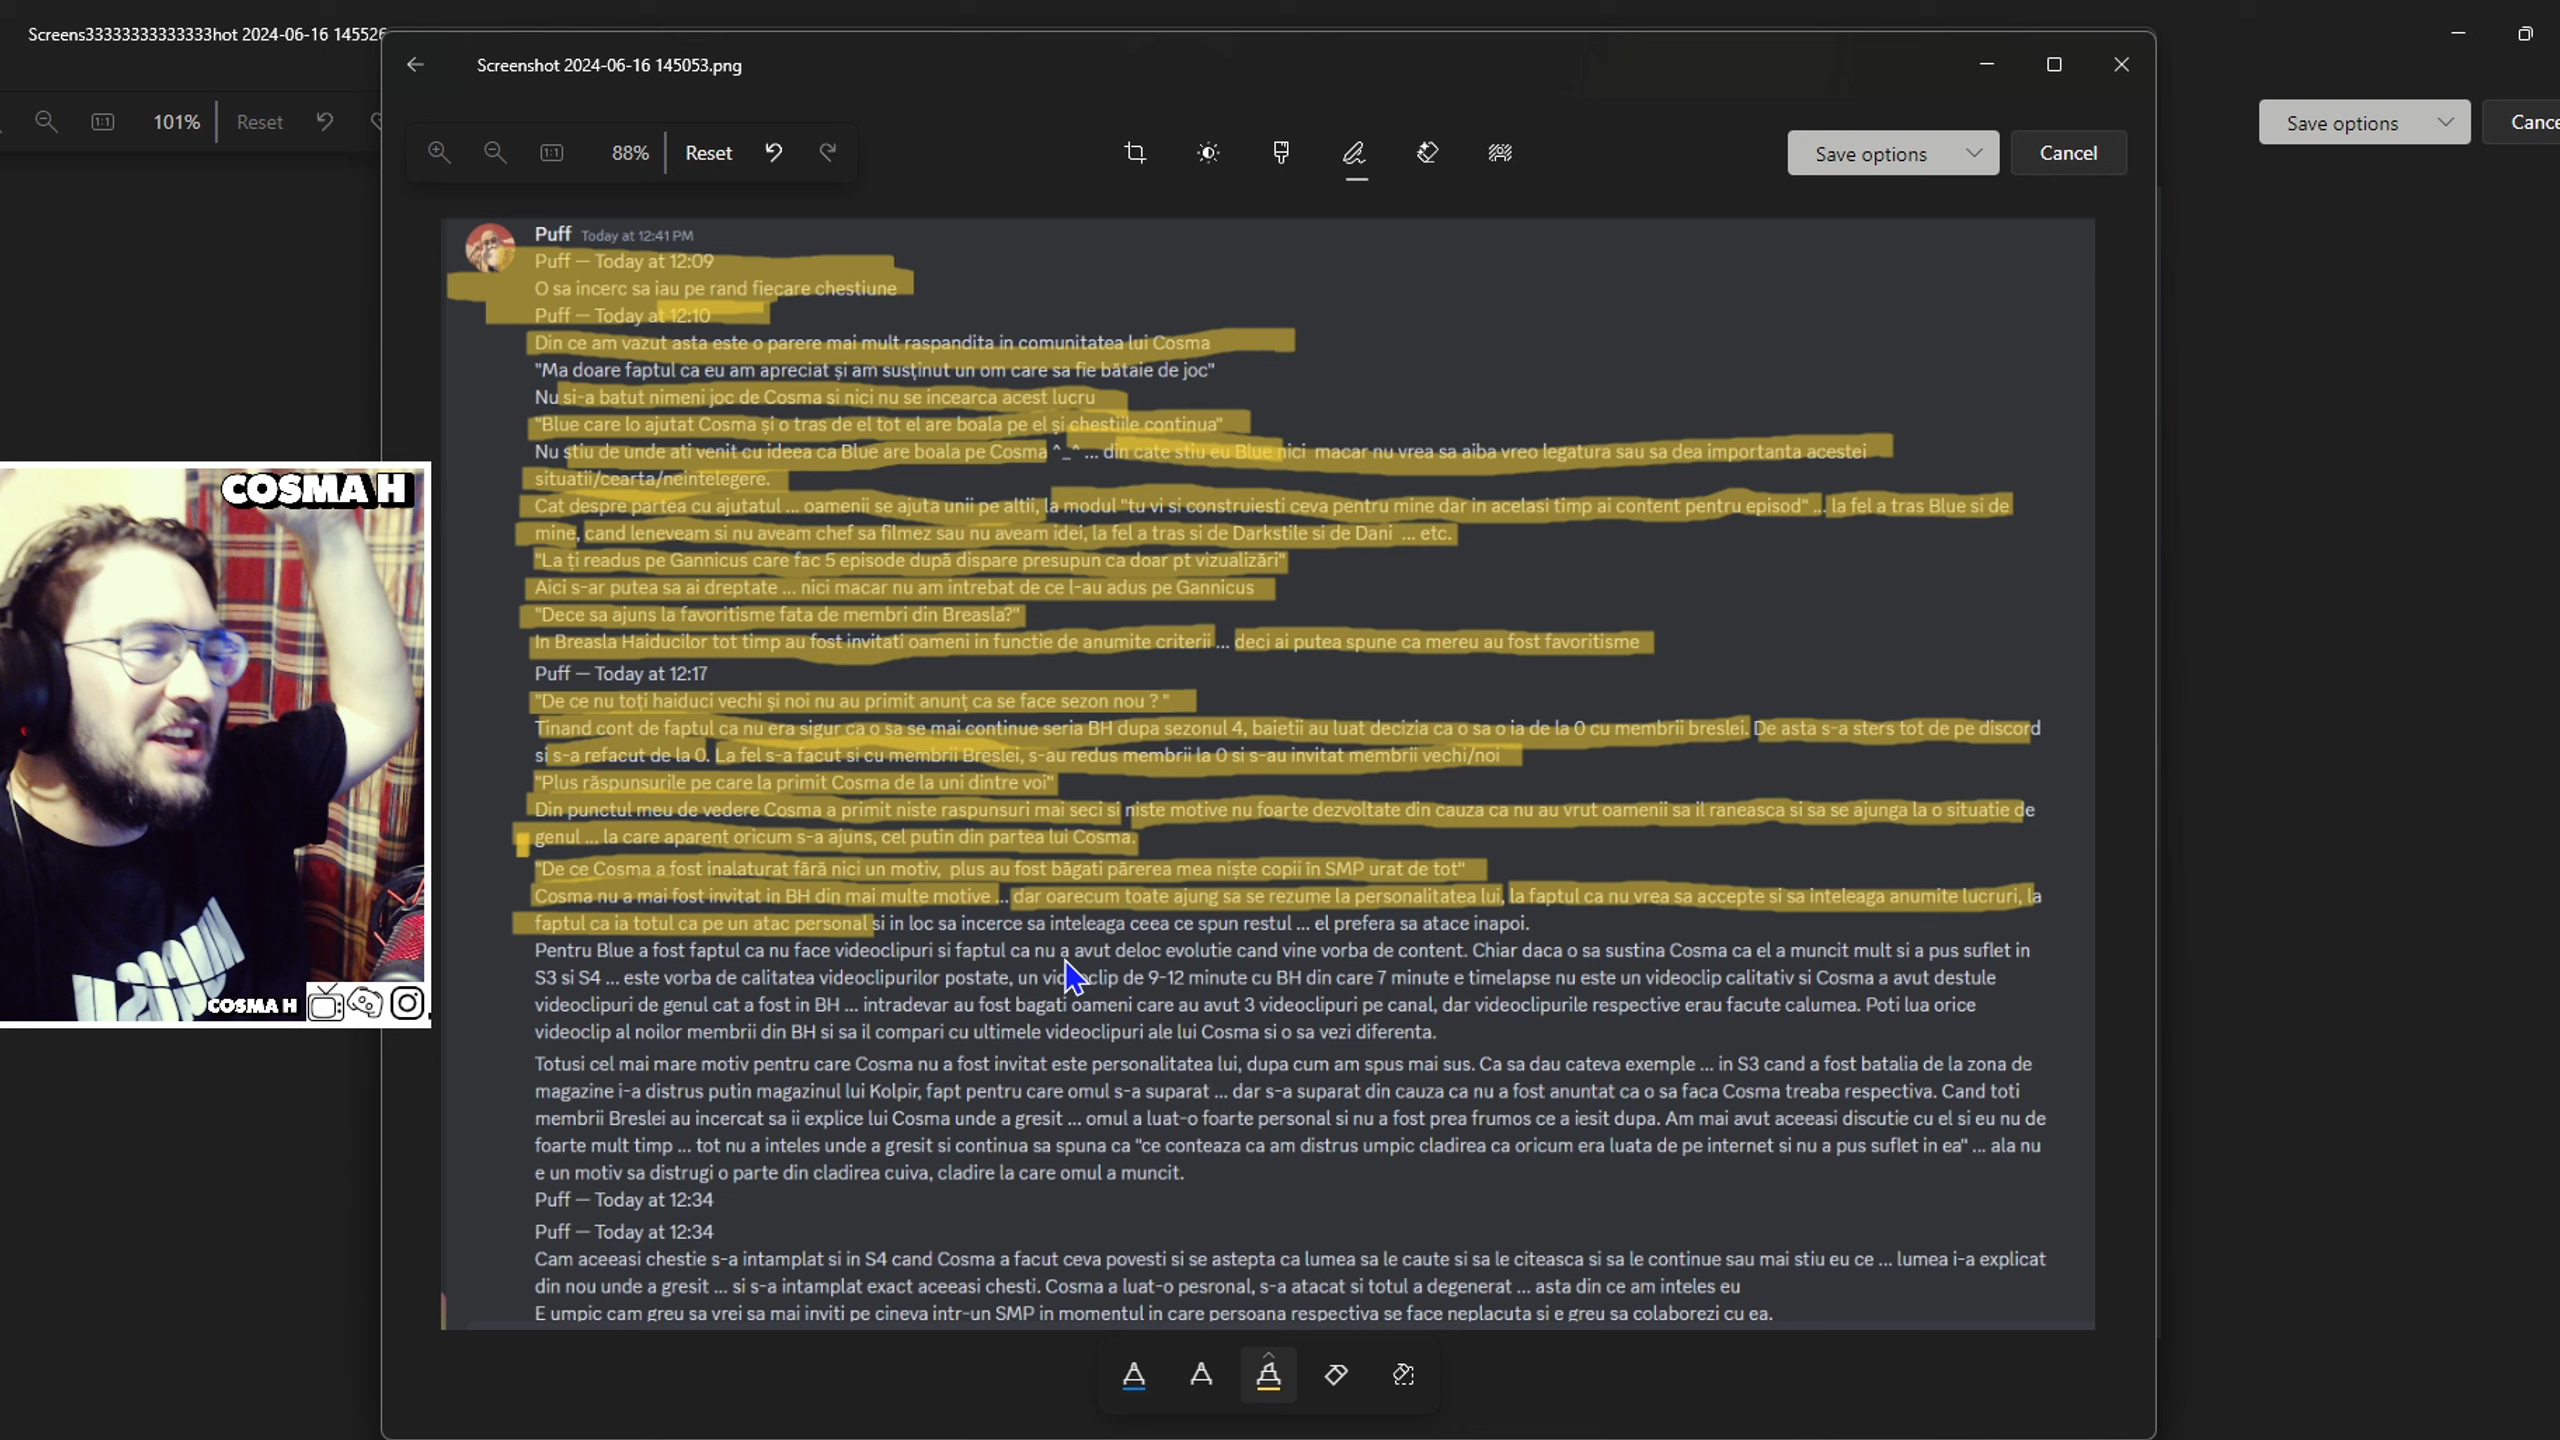 Screens33333333333333hot 2024-06-16 145526
Screenshot 2024-06-16 145053.png
101%
Reset
Save options
88%
Reset
Save options
Cancel
Puff Today at 12:41 PM
Puff — Today at 12:09
O sa incerc sa iau pe rand fiecare chestiune
Puff — Today at 12:10
Din ce am vazut asta este o parere mai mult raspandita in comunitatea lui Cosma
"Ma doare faptul ca eu am apreciat și am susținut un om care sa fie bătaie de joc"
Nu si-a batut nimeni joc de Cosma si nici nu se incearca acest lucru
"Blue care lo ajutat Cosma și o tras de el tot el are boala pe el și chestiile continua"
Nu stiu de unde ati venit cu ideea ca Blue are boala pe Cosma ^_^ ... din cate stiu eu Blue nici macar nu vrea sa aiba vreo legatura sau sa dea importanta acestei
situatii/cearta/neintelegere.
Cat despre partea cu ajutatul ... oamenii se ajuta unii pe altii, la modul "tu vi si construiesti ceva pentru mine dar in acelasi timp ai content pentru episod" ... la fel a tras Blue si de
mine, cand leneveam si nu aveam chef sa filmez sau nu aveam idei, la fel a tras si de Darkstile si de Dani ... etc.
"La ți readus pe Gannicus care fac 5 episode după dispare presupun ca doar pt vizualizări"
Aici s-ar putea sa ai dreptate ... nici macar nu am intrebat de ce l-au adus pe Gannicus
"Dece sa ajuns la favoritisme fata de membri din Breasla?"
In Breasla Haiducilor tot timp au fost invitati oameni in functie de anumite criterii ... deci ai putea spune ca mereu au fost favoritisme
Puff — Today at 12:17
"De ce nu toți haiduci vechi și noi nu au primit anunț ca se face sezon nou ? "
Tinand cont de faptul ca nu era sigur ca o sa se mai continue seria BH dupa sezonul 4, baietii au luat decizia ca o sa o ia de la 0 cu membrii breslei. De asta s-a sters tot de pe discord
si s-a refacut de la 0. La fel s-a facut si cu membrii Breslei, s-au redus membrii la 0 si s-au invitat membrii vechi/noi
"Plus răspunsurile pe care la primit Cosma de la uni dintre voi"
Din punctul meu de vedere Cosma a primit niste raspunsuri mai seci si niste motive nu foarte dezvoltate din cauza ca nu au vrut oamenii sa il raneasca si sa se ajunga la o situatie de
genul ... la care aparent oricum s-a ajuns, cel putin din partea lui Cosma.
"De ce Cosma a fost inalaturat fără nici un motiv, plus au fost băgati părerea mea niște copii în SMP urat de tot"
Cosma nu a mai fost invitat in BH din mai multe motive ... dar oarecum toate ajung sa se rezume la personalitatea lui, la faptul ca nu vrea sa accepte si sa inteleaga anumite lucruri, la
faptul ca ia totul ca pe un atac personal si in loc sa incerce sa inteleaga ceea ce spun restul ... el prefera sa atace inapoi.
Pentru Blue a fost faptul ca nu face videoclipuri si faptul ca nu a avut deloc evolutie cand vine vorba de content. Chiar daca o sa sustina Cosma ca el a muncit mult si a pus suflet in
S3 si S4 ... este vorba de calitatea videoclipurilor postate, un videoclip de 9-12 minute cu BH din care 7 minute e timelapse nu este un videoclip calitativ si Cosma a avut destule
videoclipuri de genul cat a fost in BH ... intradevar au fost bagati oameni care au avut 3 videoclipuri pe canal, dar videoclipurile respective erau facute calumea. Poti lua orice
videoclip al noilor membrii din BH si sa il compari cu ultimele videoclipuri ale lui Cosma si o sa vezi diferenta.
Totusi cel mai mare motiv pentru care Cosma nu a fost invitat este personalitatea lui, dupa cum am spus mai sus. Ca sa dau cateva exemple ... in S3 cand a fost batalia de la zona de
magazine i-a distrus putin magazinul lui Kolpir, fapt pentru care omul s-a suparat ... dar s-a suparat din cauza ca nu a fost anuntat ca o sa faca Cosma treaba respectiva. Cand toti
membrii Breslei au incercat sa ii explice lui Cosma unde a gresit ... omul a luat-o foarte personal si nu a fost prea frumos ce a iesit dupa. Am mai avut aceeasi discutie cu el si eu nu de
foarte mult timp ... tot nu a inteles unde a gresit si continua sa spuna ca "ce conteaza ca am distrus umpic cladirea ca oricum era luata de pe internet si nu a pus suflet in ea" ... ala nu
e un motiv sa distrugi o parte din cladirea cuiva, cladire la care omul a muncit.
Puff — Today at 12:34
Puff — Today at 12:34
Cam aceeasi chestie s-a intamplat si in S4 cand Cosma a facut ceva povesti si se astepta ca lumea sa le caute si sa le citeasca si sa le continue sau mai stiu eu ce ... lumea i-a explicat
din nou unde a gresit ... si s-a intamplat exact aceeasi chesti. Cosma a luat-o pesronal, s-a atacat si totul a degenerat ... asta din ce am inteles eu
E umpic cam greu sa vrei sa mai inviti pe cineva intr-un SMP in momentul in care persoana respectiva se face neplacuta si e greu sa colaborezi cu ea.
COSMA H
COSMA H